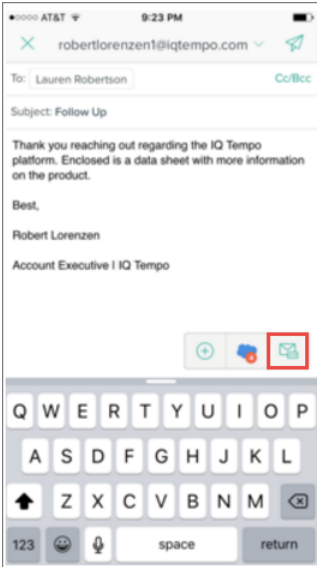 AT&T 9:23 PM
robertlorenzen1@iqtempo.com
To: Lauren Robertson Cc/Bcc
Subject: Follow Up
Thank you reaching out regarding the IQ Tempo
platform. Enclosed is a data sheet with more information
on the product.
Best,
Robert Lorenzen
Account Executive | IQ Tempo
Q W E R T Y U I O P
A S D F G H J K L
Z X C V B N M
123 space return